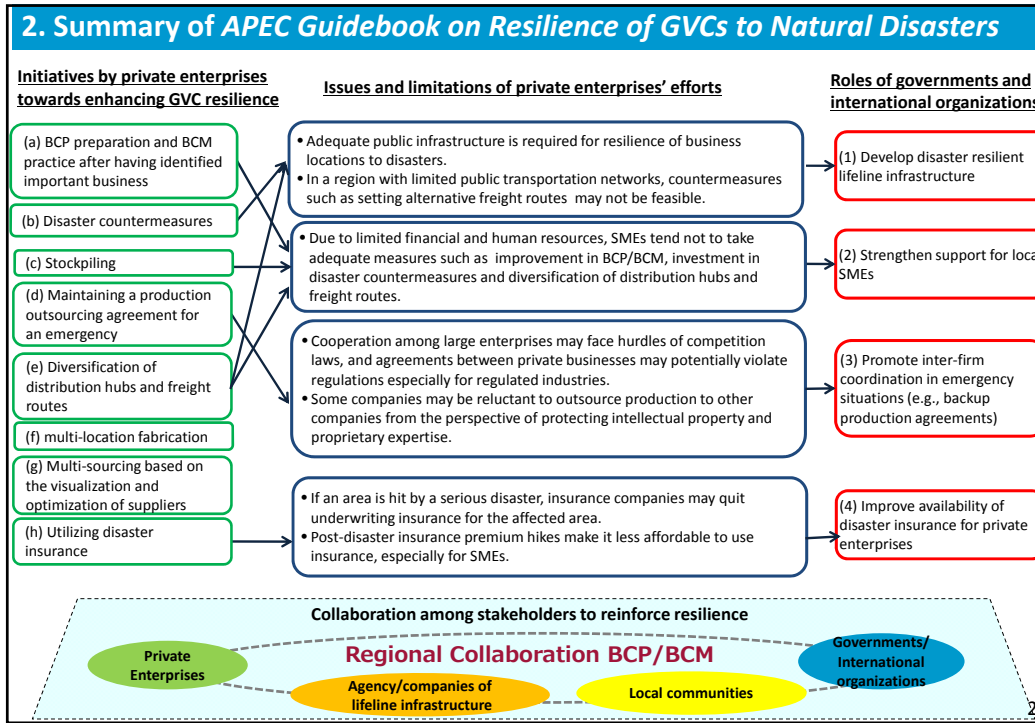 2. Summary of APEC Guidebook on Resilience of GVCs to Natural Disasters
Initiatives by private enterprises
towards enhancing GVC resilience
(a) BCP preparation and BCM
practice after having identified
important business
(b) Disaster countermeasures
(c) Stockpiling
(d) Maintaining a production
outsourcing agreement for
an emergency
(e) Diversification of
distribution hubs and freight
routes
(f) multi-location fabrication
(g) Multi-sourcing based on
the visualization and
optimization of suppliers
(h) Utilizing disaster
insurance
Issues and limitations of private enterprises' efforts
• Adequate public infrastructure is required for resilience of business
locations to disasters.
• In a region with limited public transportation networks, countermeasures
such as setting alternative freight routes may not be feasible.
• Due to limited financial and human resources, SMEs tend not to take
adequate measures such as improvement in BCP/BCM, investment in
disaster countermeasures and diversification of distribution hubs and
freight routes.
• Cooperation among large enterprises may face hurdles of competition
laws, and agreements between private businesses may potentially violate
regulations especially for regulated industries.
• Some companies may be reluctant to outsource production to other
companies from the perspective of protecting intellectual property and
proprietary expertise.
• If an area is hit by a serious disaster, insurance companies may quit
underwriting insurance for the affected area.
• Post-disaster insurance premium hikes make it less affordable to use
insurance, especially for SMEs.
Roles of governments and
international organizations
(1) Develop disaster resilient
lifeline infrastructure
(2) Strengthen support for local
SMEs
(3) Promote inter-firm
coordination in emergency
situations (e.g., backup
production agreements)
(4) Improve availability of
disaster insurance for private
enterprises
Collaboration among stakeholders to reinforce resilience
Private
Enterprises
Regional Collaboration BCP/BCM
Governments/
International
organizations
Agency/companies of
lifeline infrastructure
Local communities